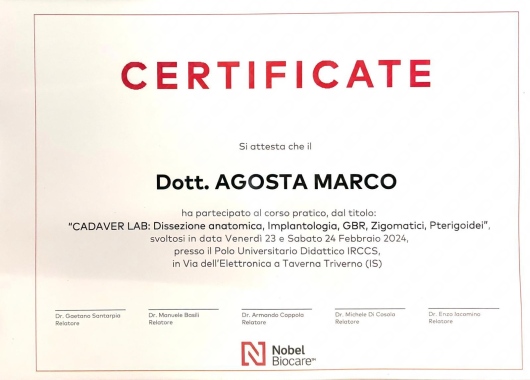 CERTIFICATE
Si attesta che il
Dott. AGOSTA MARCO
ha partecipato al corso pratico, dal titolo:
"CADAVER LAB: Dissezione anatomica, Implantologia, GBR, Zigomatici, Pterigoidei",
svoltosi in data Venerdì 23 e Sabato 24 Febbraio 2024,
presso il Polo Universitario Didattico IRCCS,
in Via dell'Elettronica a Taverna Triverno (IS)
Dr. Gaetano Santarpia
Relatore
Dr. Manuele Basili
Relatore
Dr. Armando Coppola
Relatore
Dr. Michele Di Cosola
Relatore
Dr. Enzo Iacomino
Relatore
Nobel
Biocare™